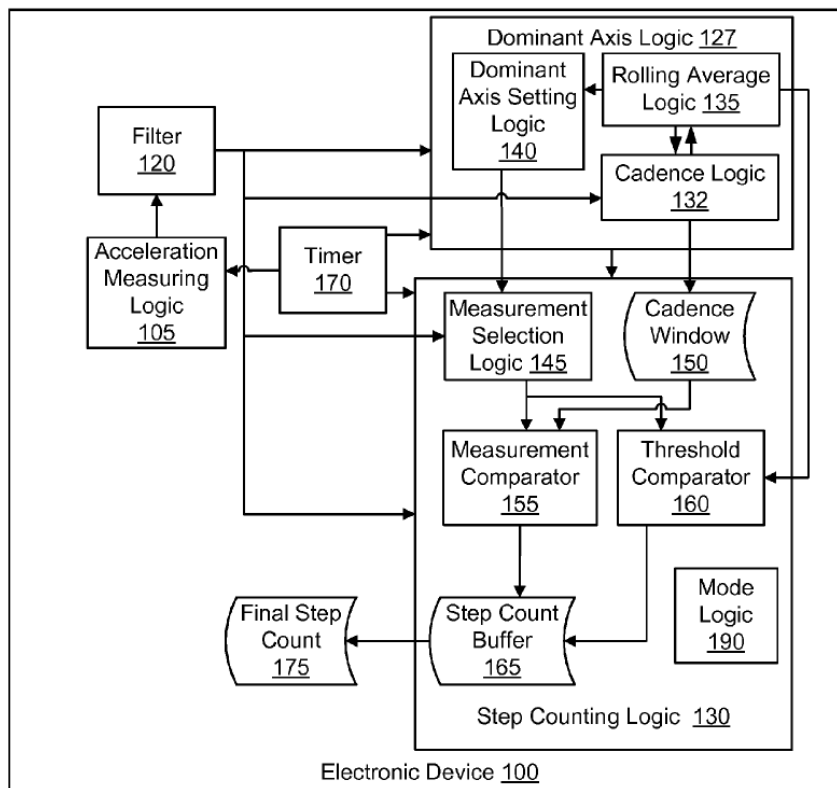 Dominant Axis Logic 127
Dominant
Axis Setting
Logic
140
Rolling Average
Logic 135
Filter
120
Cadence Logic
132
Acceleration
Measuring
Logic
105
Timer
170
Measurement
Selection
Logic 145
Cadence
Window
150
Measurement
Comparator
155
Threshold
Comparator
160
Mode
Logic
190
Final Step
Count
175
Step Count
Buffer
165
Step Counting Logic 130
Electronic Device 100